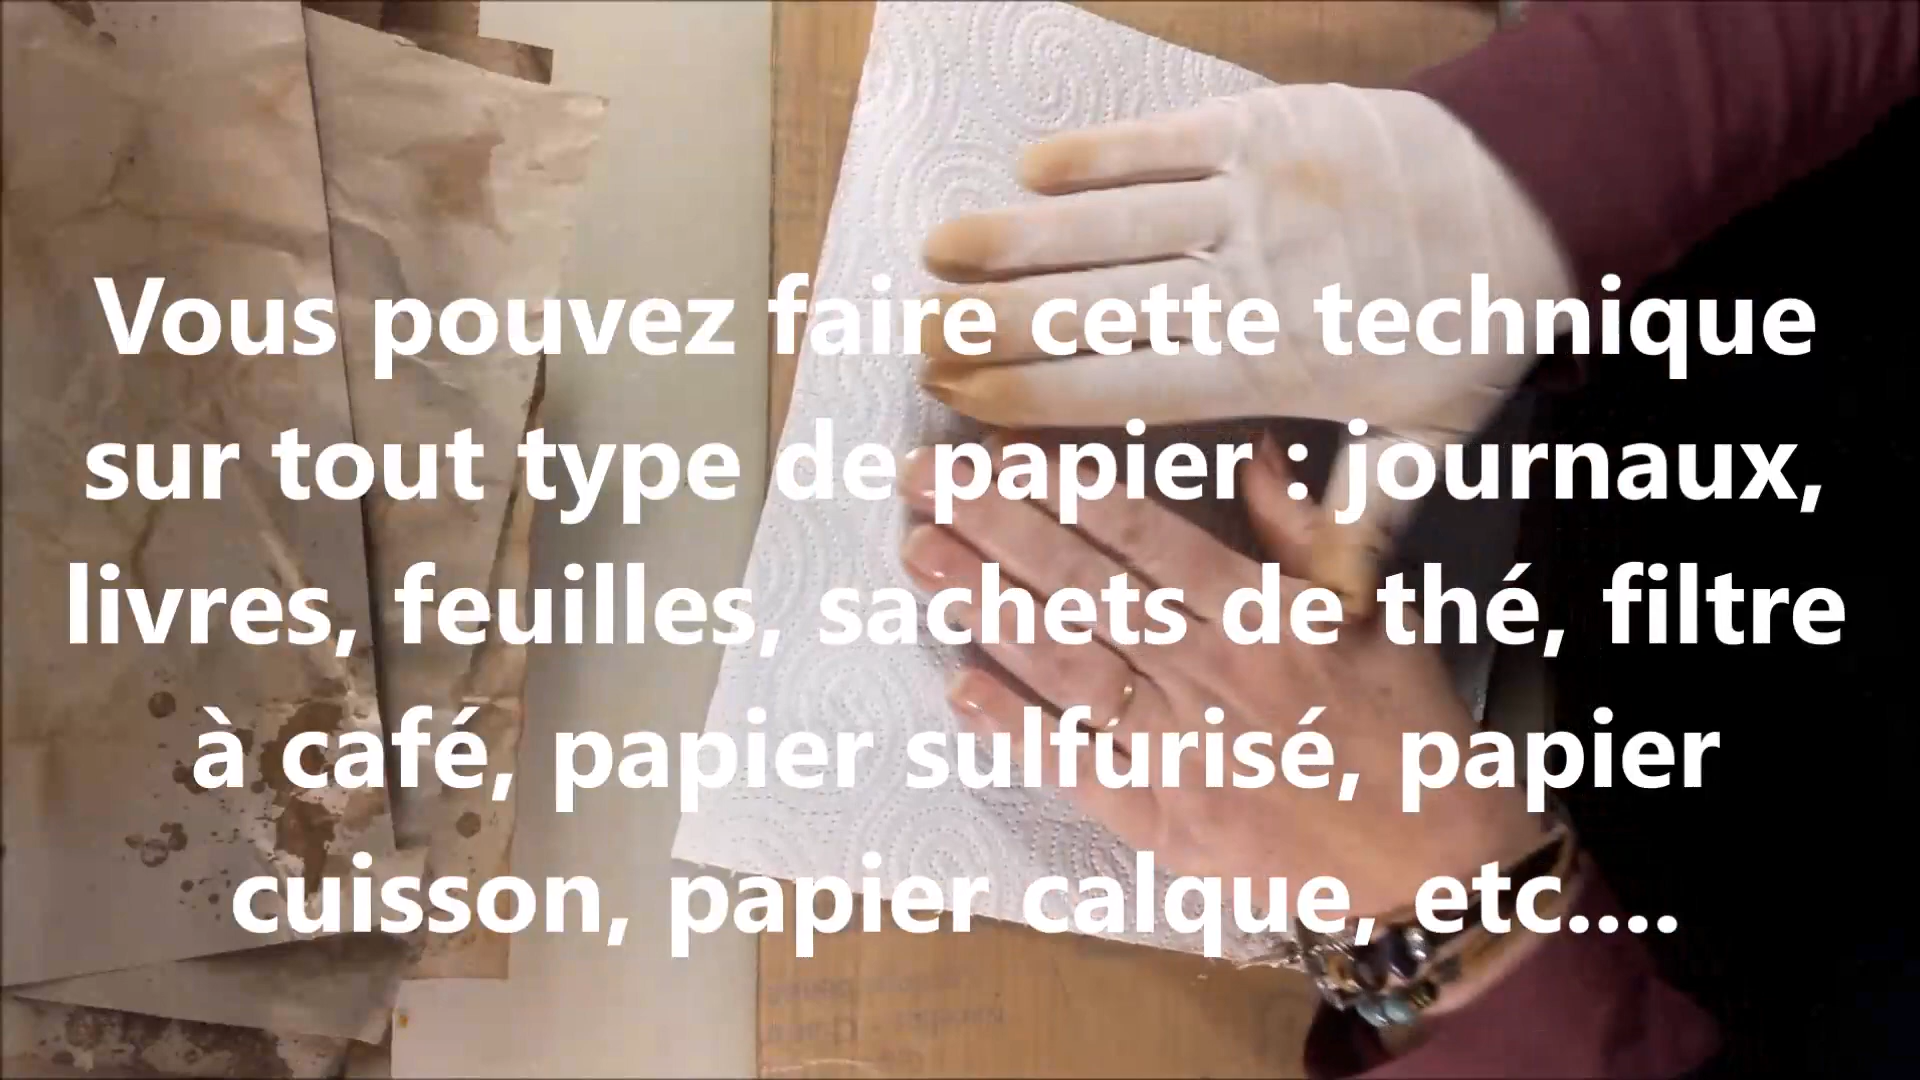 Vous pouvez faire cette technique
sur tout type de papier : journaux,
livres, feuilles, sachets de thé, filtre
à café, papier sulfurisé, papier
cuisson, papier calque, etc....